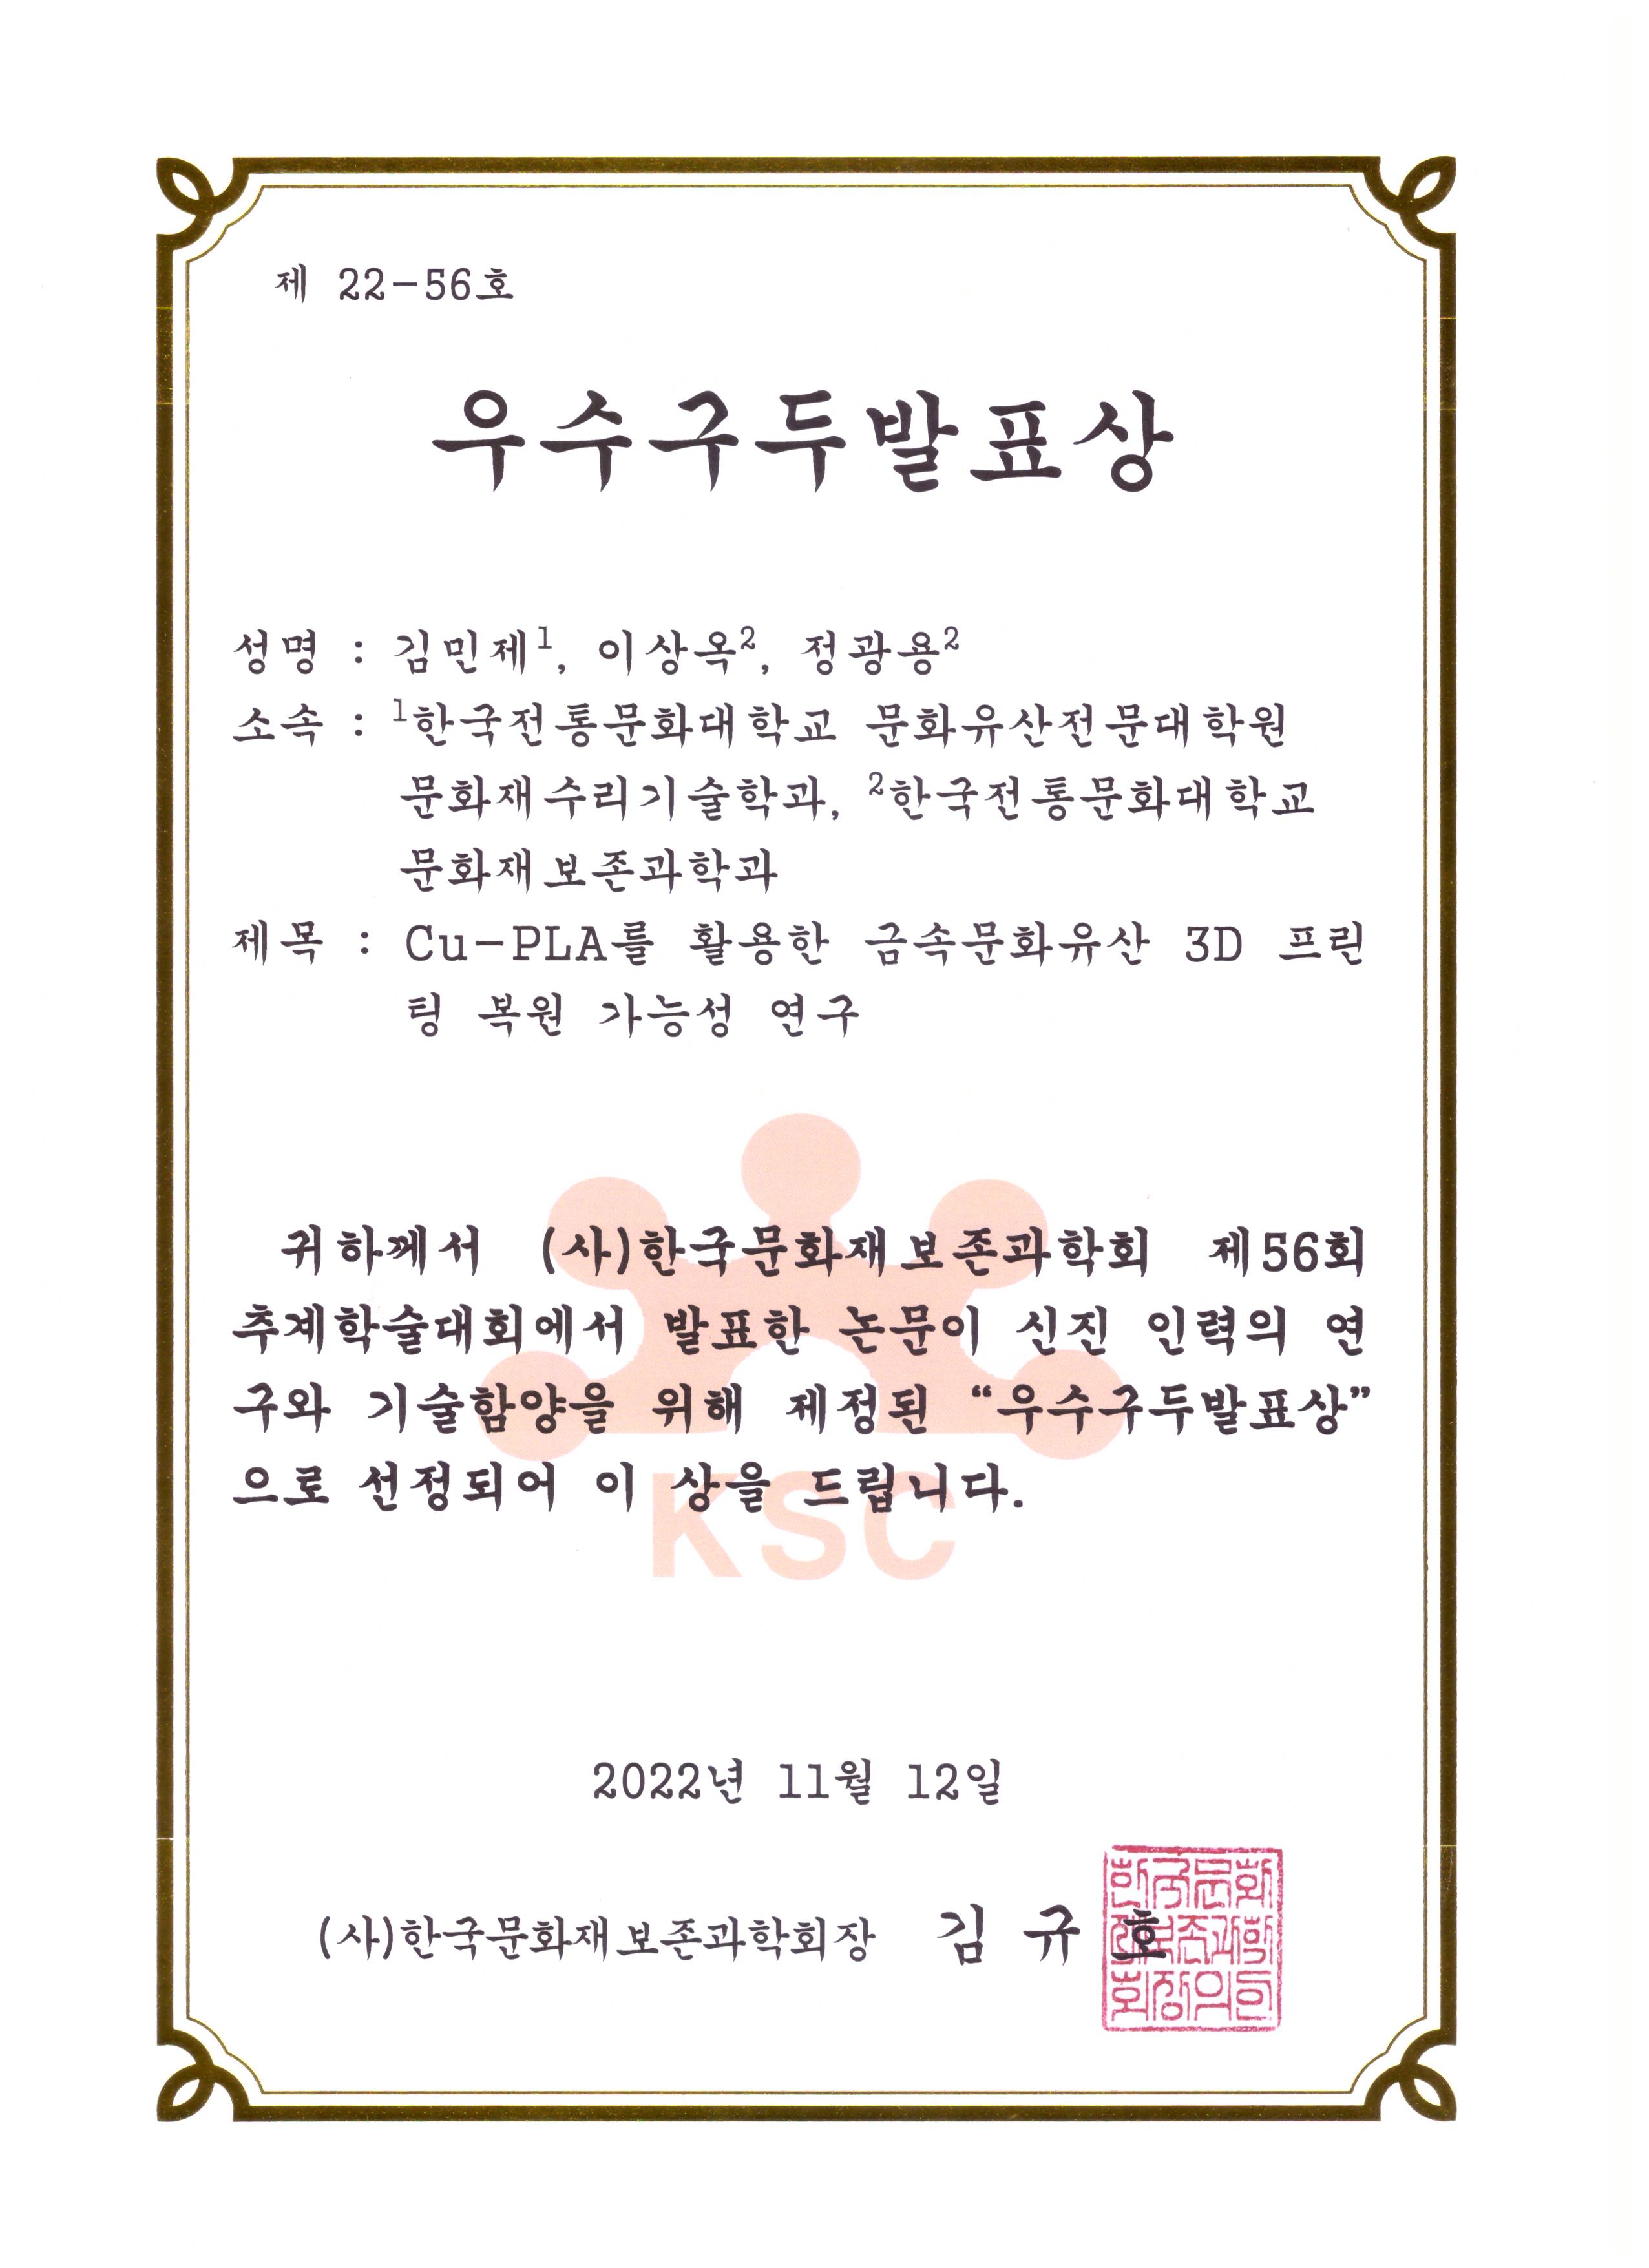 제 22-56호
우수구두발표상
성명 : 김민제1, 이상옥2, 정광용2
소속 : 1한국전통문화대학교 문화유산전문대학원
문화재수리기술학과, 2한국전통문화대학교
문화재보존과학과
제목 : Cu-PLA를 활용한 금속문화유산 3D 프린
팅 복원 가능성 연구
귀하께서 (사)한국문화재보존과학회 제56회
추계학술대회에서 발표한 논문이 신진 인력의 연
구와 기술함양을 위해 제정된 “우수구두발표상”
으로 선정되어 이 상을 드립니다.
KSC
2022년 11월 12일
(사)한국문화재보존과학회장 김 규 호
한국문화
재보존과학
회장의인